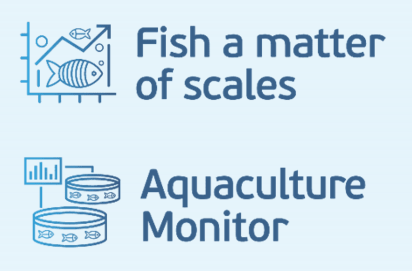 Fish a matter
of scales
Aquaculture
Monitor